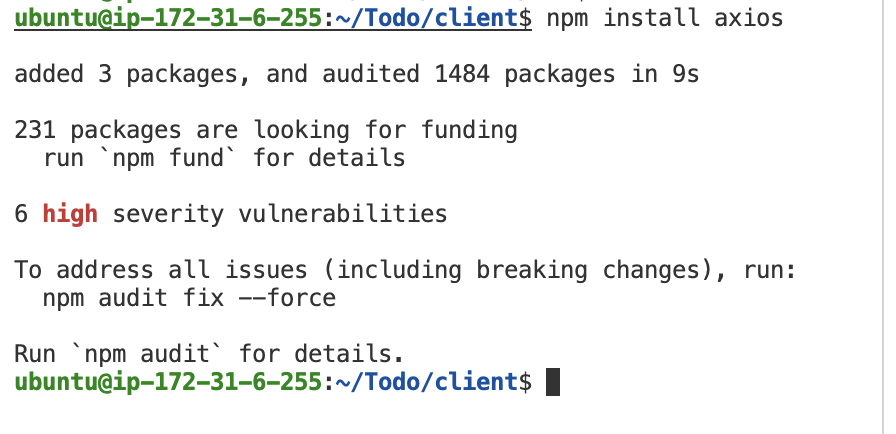 ubuntu@ip-172-31-6-255:~/Todo/client$ npm install axios
added 3 packages, and audited 1484 packages in 9s
231 packages are looking for funding
  run `npm fund` for details
6 high severity vulnerabilities
To address all issues (including breaking changes), run:
  npm audit fix --force
Run `npm audit` for details.
ubuntu@ip-172-31-6-255:~/Todo/client$